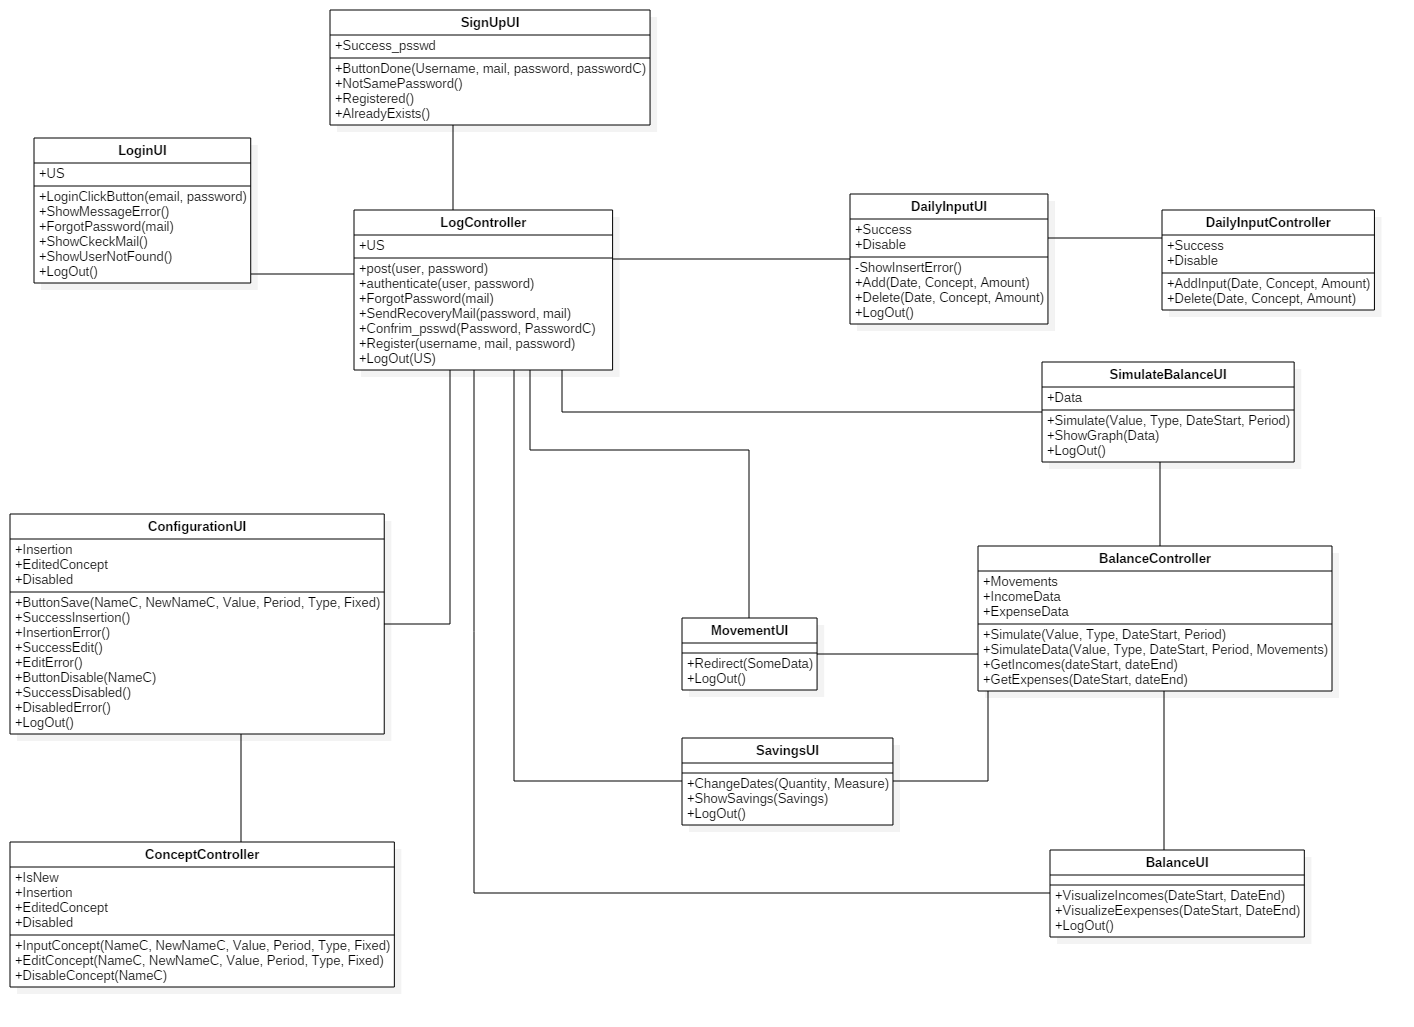 SignUpUI
+Success_psswd
+ButtonDone(Username, mail, password, passwordC)
+NotSamePassword()
+Registered()
+AlreadyExists()
LoginUI
+US
+LoginClickButton(email, password)
+ShowMessageError()
+ForgotPassword(mail)
+ShowCkeckMail()
+ShowUserNotFound()
+LogOut()
LogController
+US
+post(user, password)
+authenticate(user, password)
+ForgotPassword(mail)
+SendRecoveryMail(password, mail)
+Confrim_psswd(Password, PasswordC)
+Register(username, mail, password)
+LogOut(US)
DailyInputUI
+Success
+Disable
-ShowInsertError()
+Add(Date, Concept, Amount)
+Delete(Date, Concept, Amount)
+LogOut()
DailyInputController
+Success
+Disable
+AddInput(Date, Concept, Amount)
+Delete(Date, Concept, Amount)
SimulateBalanceUI
+Data
+Simulate(Value, Type, DateStart, Period)
+ShowGraph(Data)
+LogOut()
ConfigurationUI
+Insertion
+EditedConcept
+Disabled
+ButtonSave(NameC, NewNameC, Value, Period, Type, Fixed)
+SuccessInsertion()
+InsertionError()
+SuccessEdit()
+EditError()
+ButtonDisable(NameC)
+SuccessDisabled()
+DisabledError()
+LogOut()
BalanceController
+Movements
+IncomeData
+ExpenseData
+Simulate(Value, Type, DateStart, Period)
+SimulateData(Value, Type, DateStart, Period, Movements)
+GetIncomes(dateStart, dateEnd)
+GetExpenses(DateStart, dateEnd)
MovementUI
+Redirect(SomeData)
+LogOut()
SavingsUI
+ChangeDates(Quantity, Measure)
+ShowSavings(Savings)
+LogOut()
ConceptController
+IsNew
+Insertion
+EditedConcept
+Disabled
+InputConcept(NameC, NewNameC, Value, Period, Type, Fixed)
+EditConcept(NameC, NewNameC, Value, Period, Type, Fixed)
+DisableConcept(NameC)
BalanceUI
+VisualizeIncomes(DateStart, DateEnd)
+VisualizeEexpenses(DateStart, DateEnd)
+LogOut()